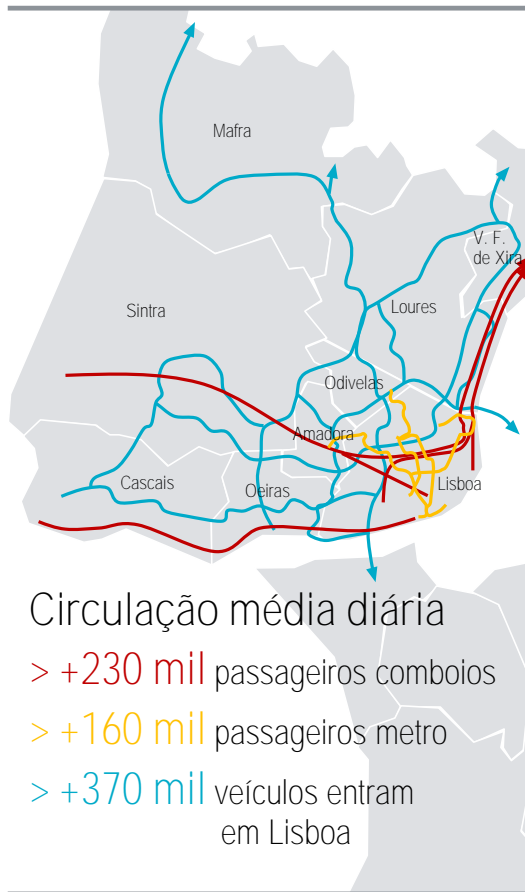 Mafra
V. F.
de Xira
Sintra
Loures
Odivelas
Amadora
Cascais
Oeiras
Lisboa
Circulação média diária
> +230 mil passageiros comboios
> +160 mil passageiros metro
> +370 mil veículos entram
em Lisboa